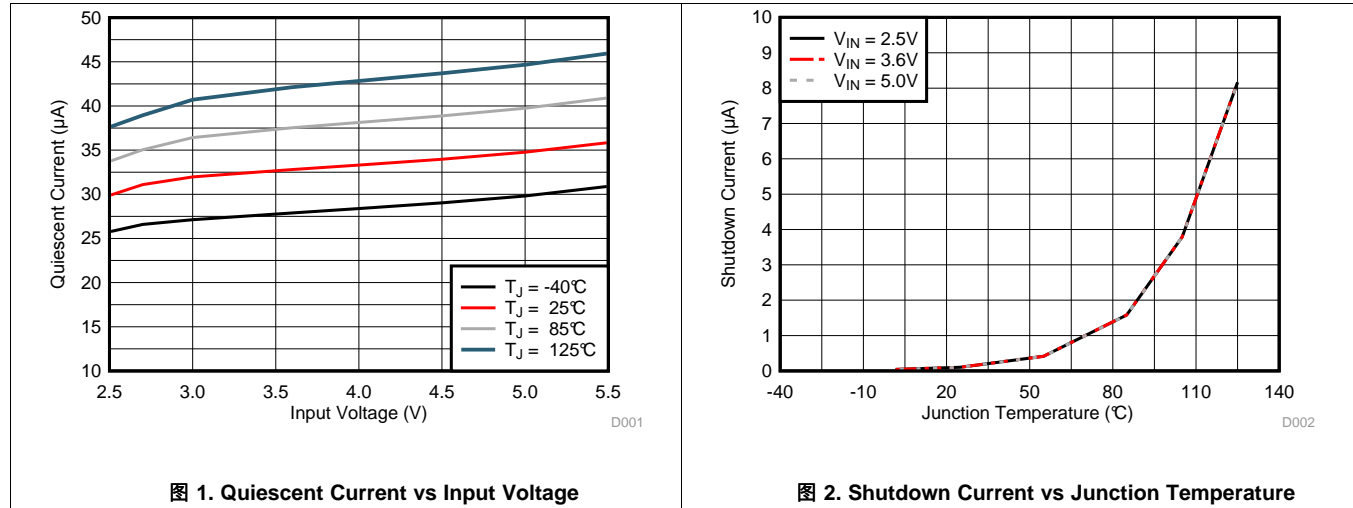 50
45
40
35
30
25
20
15
10
Quiescent Current (µA)
T_J = -40℃
T_J = 25℃
T_J = 85℃
T_J = 125℃
2.5 3.0 3.5 4.0 4.5 5.0 5.5
Input Voltage (V)
D001
图 1. Quiescent Current vs Input Voltage
10
9
8
7
6
5
4
3
2
1
0
Shutdown Current (µA)
V_IN = 2.5V
V_IN = 3.6V
V_IN = 5.0V
-40 -10 20 50 80 110 140
Junction Temperature (℃)
D002
图 2. Shutdown Current vs Junction Temperature